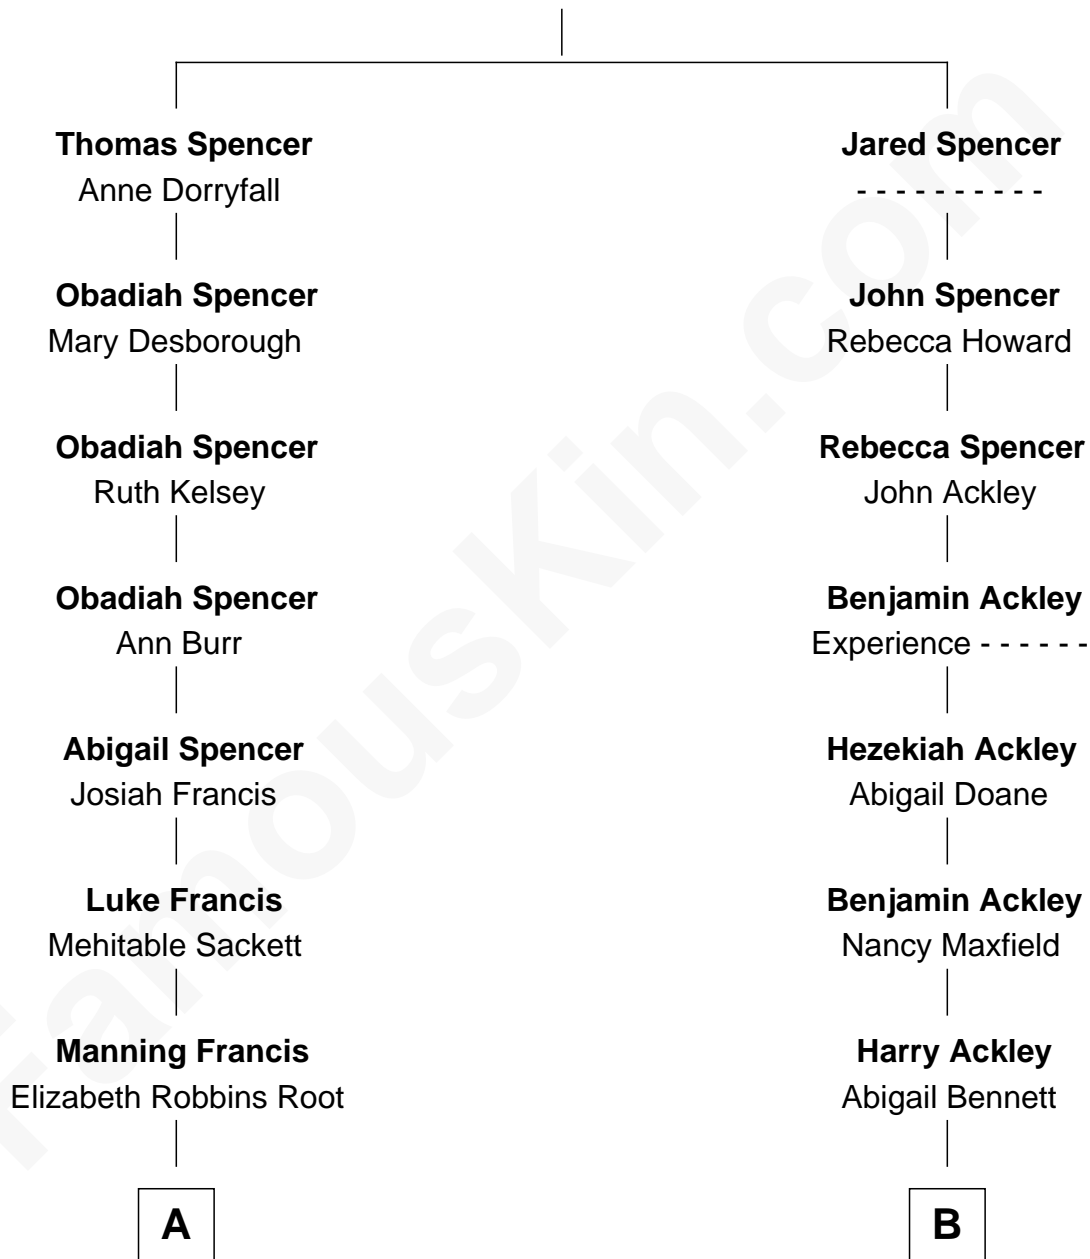 Thomas Spencer
Anne Dorryfall
Obadiah Spencer
Mary Desborough
Obadiah Spencer
Ruth Kelsey
Obadiah Spencer
Ann Burr
Abigail Spencer
Josiah Francis
Luke Francis
Mehitable Sackett
Manning Francis
Elizabeth Robbins Root
A
Jared Spencer
- - - - - - - - - -
John Spencer
Rebecca Howard
Rebecca Spencer
John Ackley
Benjamin Ackley
Experience - - - - - -
Hezekiah Ackley
Abigail Doane
Benjamin Ackley
Nancy Maxfield
Harry Ackley
Abigail Bennett
B
FamousKin.com